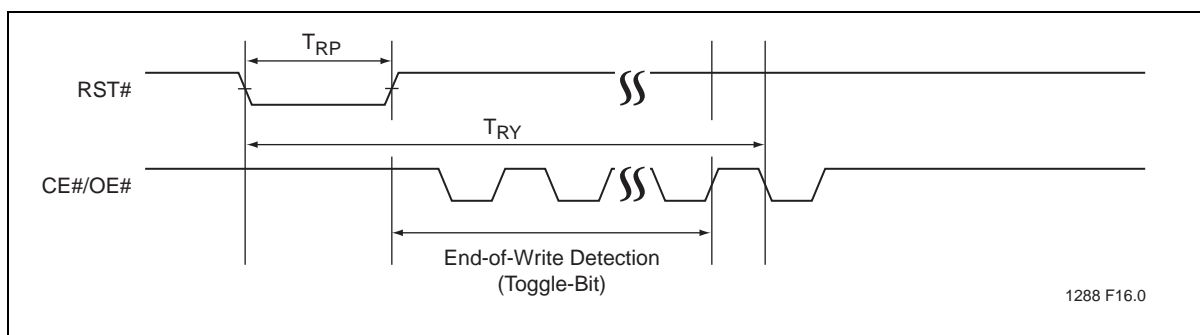 TRP
RST#
TRY
CE#/OE#
End-of-Write Detection
(Toggle-Bit)
1288 F16.0